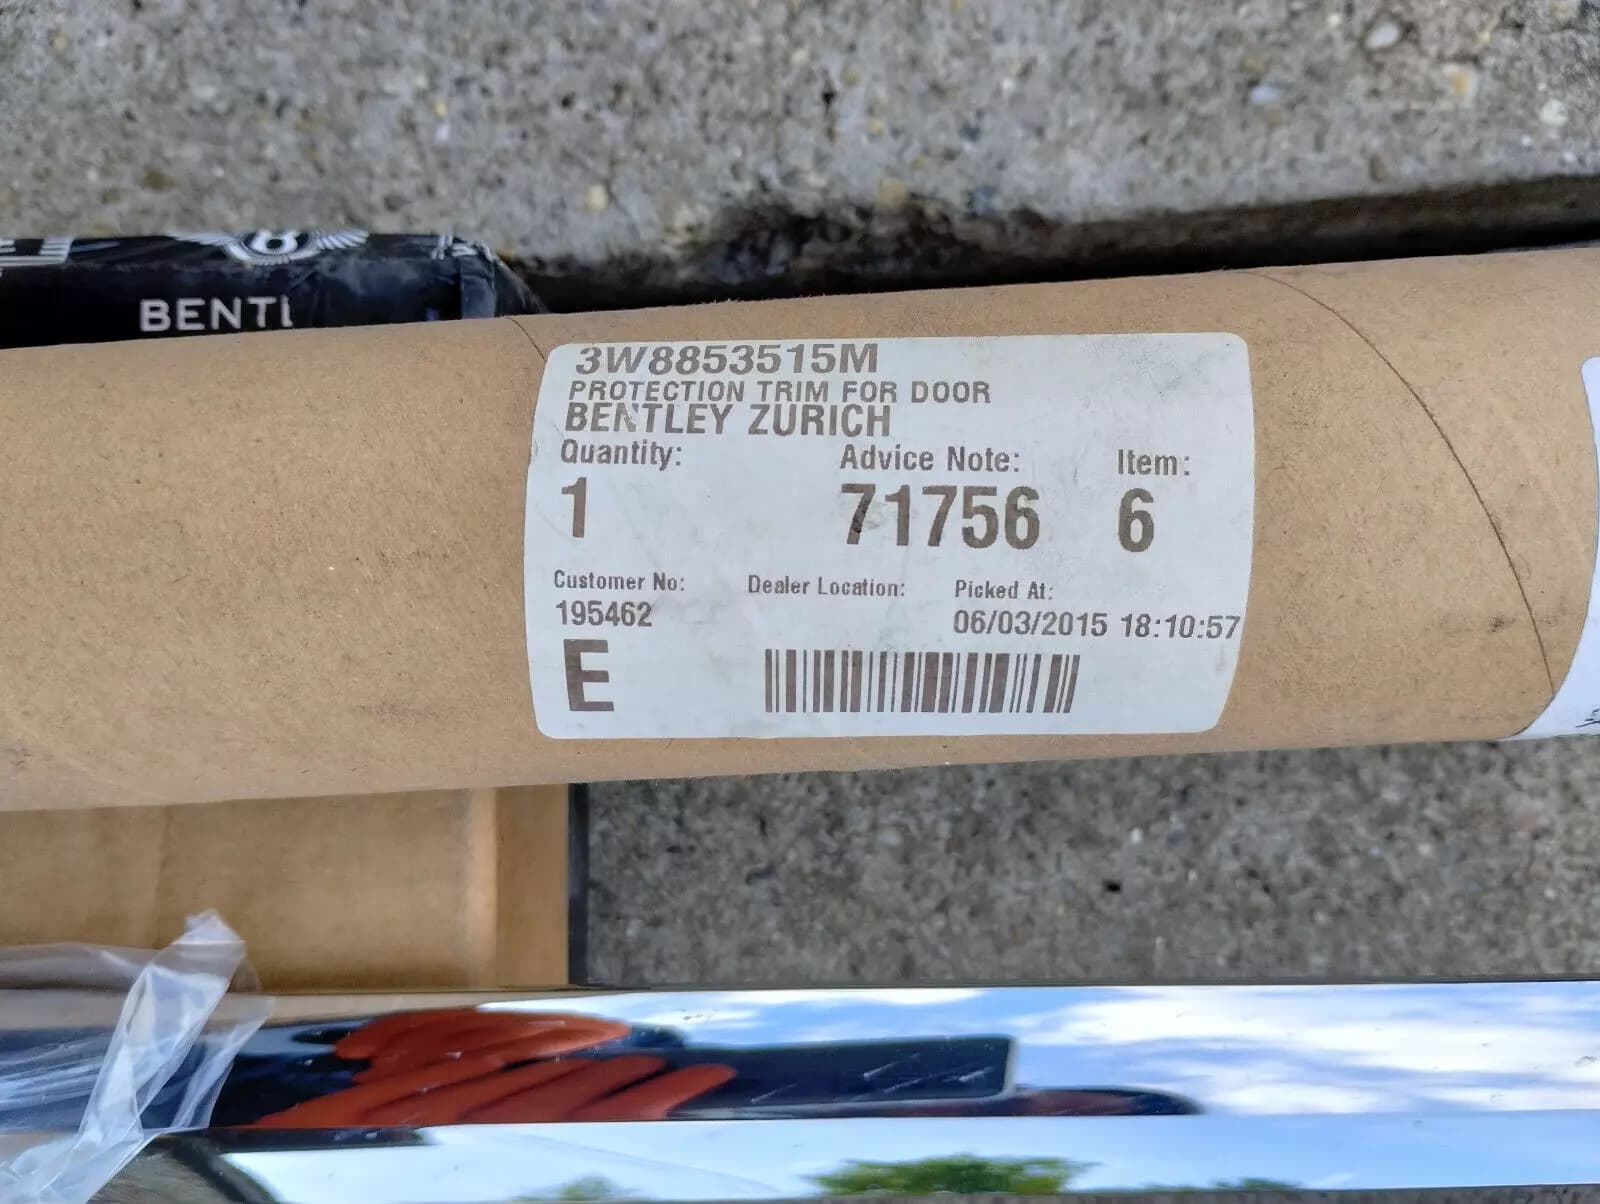 BENTL
3W8853515M
PROTECTION TRIM FOR DOOR
BENTLEY ZURICH
Quantity: Advice Note: Item:
1 71756 6
Customer No: Dealer Location: Picked At:
195462 06/03/2015 18:10:57
E